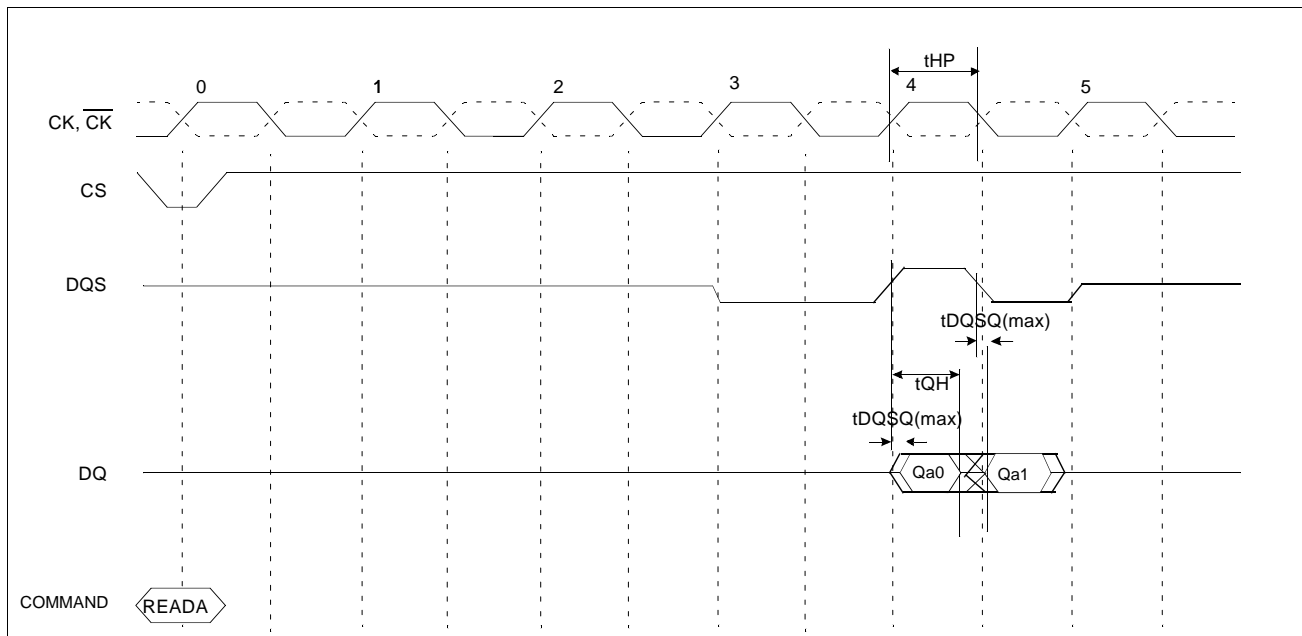 tHP
0 1 2 3 4 5
CK, C̅K̅
CS
DQS
tDQSQ(max)
tQH
tDQSQ(max)
DQ
Qa0 Qa1
COMMAND
READA